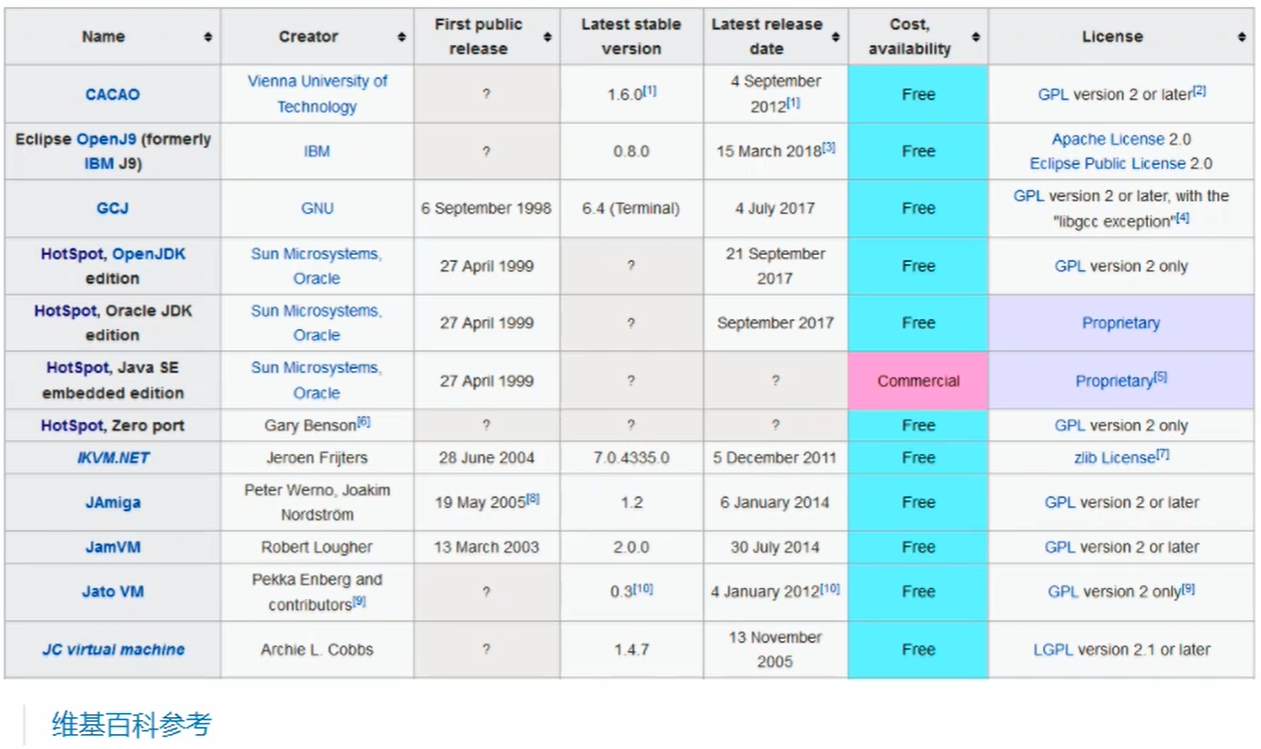 Name Creator First public release Latest stable version Latest release date Cost, availability License
CACAO Vienna University of Technology ? 1.6.0[1] 4 September 2012[1] Free GPL version 2 or later[2]
Eclipse OpenJ9 (formerly IBM J9) IBM ? 0.8.0 15 March 2018[3] Free Apache License 2.0 Eclipse Public License 2.0
GCJ GNU 6 September 1998 6.4 (Terminal) 4 July 2017 Free GPL version 2 or later, with the "libgcc exception"[4]
HotSpot, OpenJDK edition Sun Microsystems, Oracle 27 April 1999 ? 21 September 2017 Free GPL version 2 only
HotSpot, Oracle JDK edition Sun Microsystems, Oracle 27 April 1999 ? September 2017 Free Proprietary
HotSpot, Java SE embedded edition Sun Microsystems, Oracle 27 April 1999 ? ? Commercial Proprietary[5]
HotSpot, Zero port Gary Benson[6] ? ? ? Free GPL version 2 only
IKVM.NET Jeroen Frijters 28 June 2004 7.0.4335.0 5 December 2011 Free zlib License[7]
JAmiga Peter Werno, Joakim Nordström 19 May 2005[8] 1.2 6 January 2014 Free GPL version 2 or later
JamVM Robert Lougher 13 March 2003 2.0.0 30 July 2014 Free GPL version 2 or later
Jato VM Pekka Enberg and contributors[9] ? 0.3[10] 4 January 2012[10] Free GPL version 2 only[9]
JC virtual machine Archie L. Cobbs ? 1.4.7 13 November 2005 Free LGPL version 2.1 or later
维基百科参考